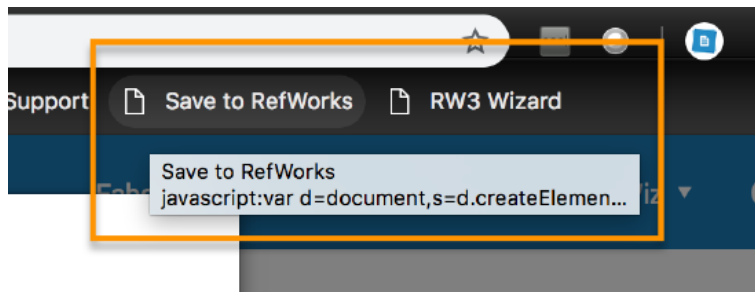 Support Save to RefWorks RW3 Wizard
Save to RefWorks
javascript:var d=document,s=d.createElemen...